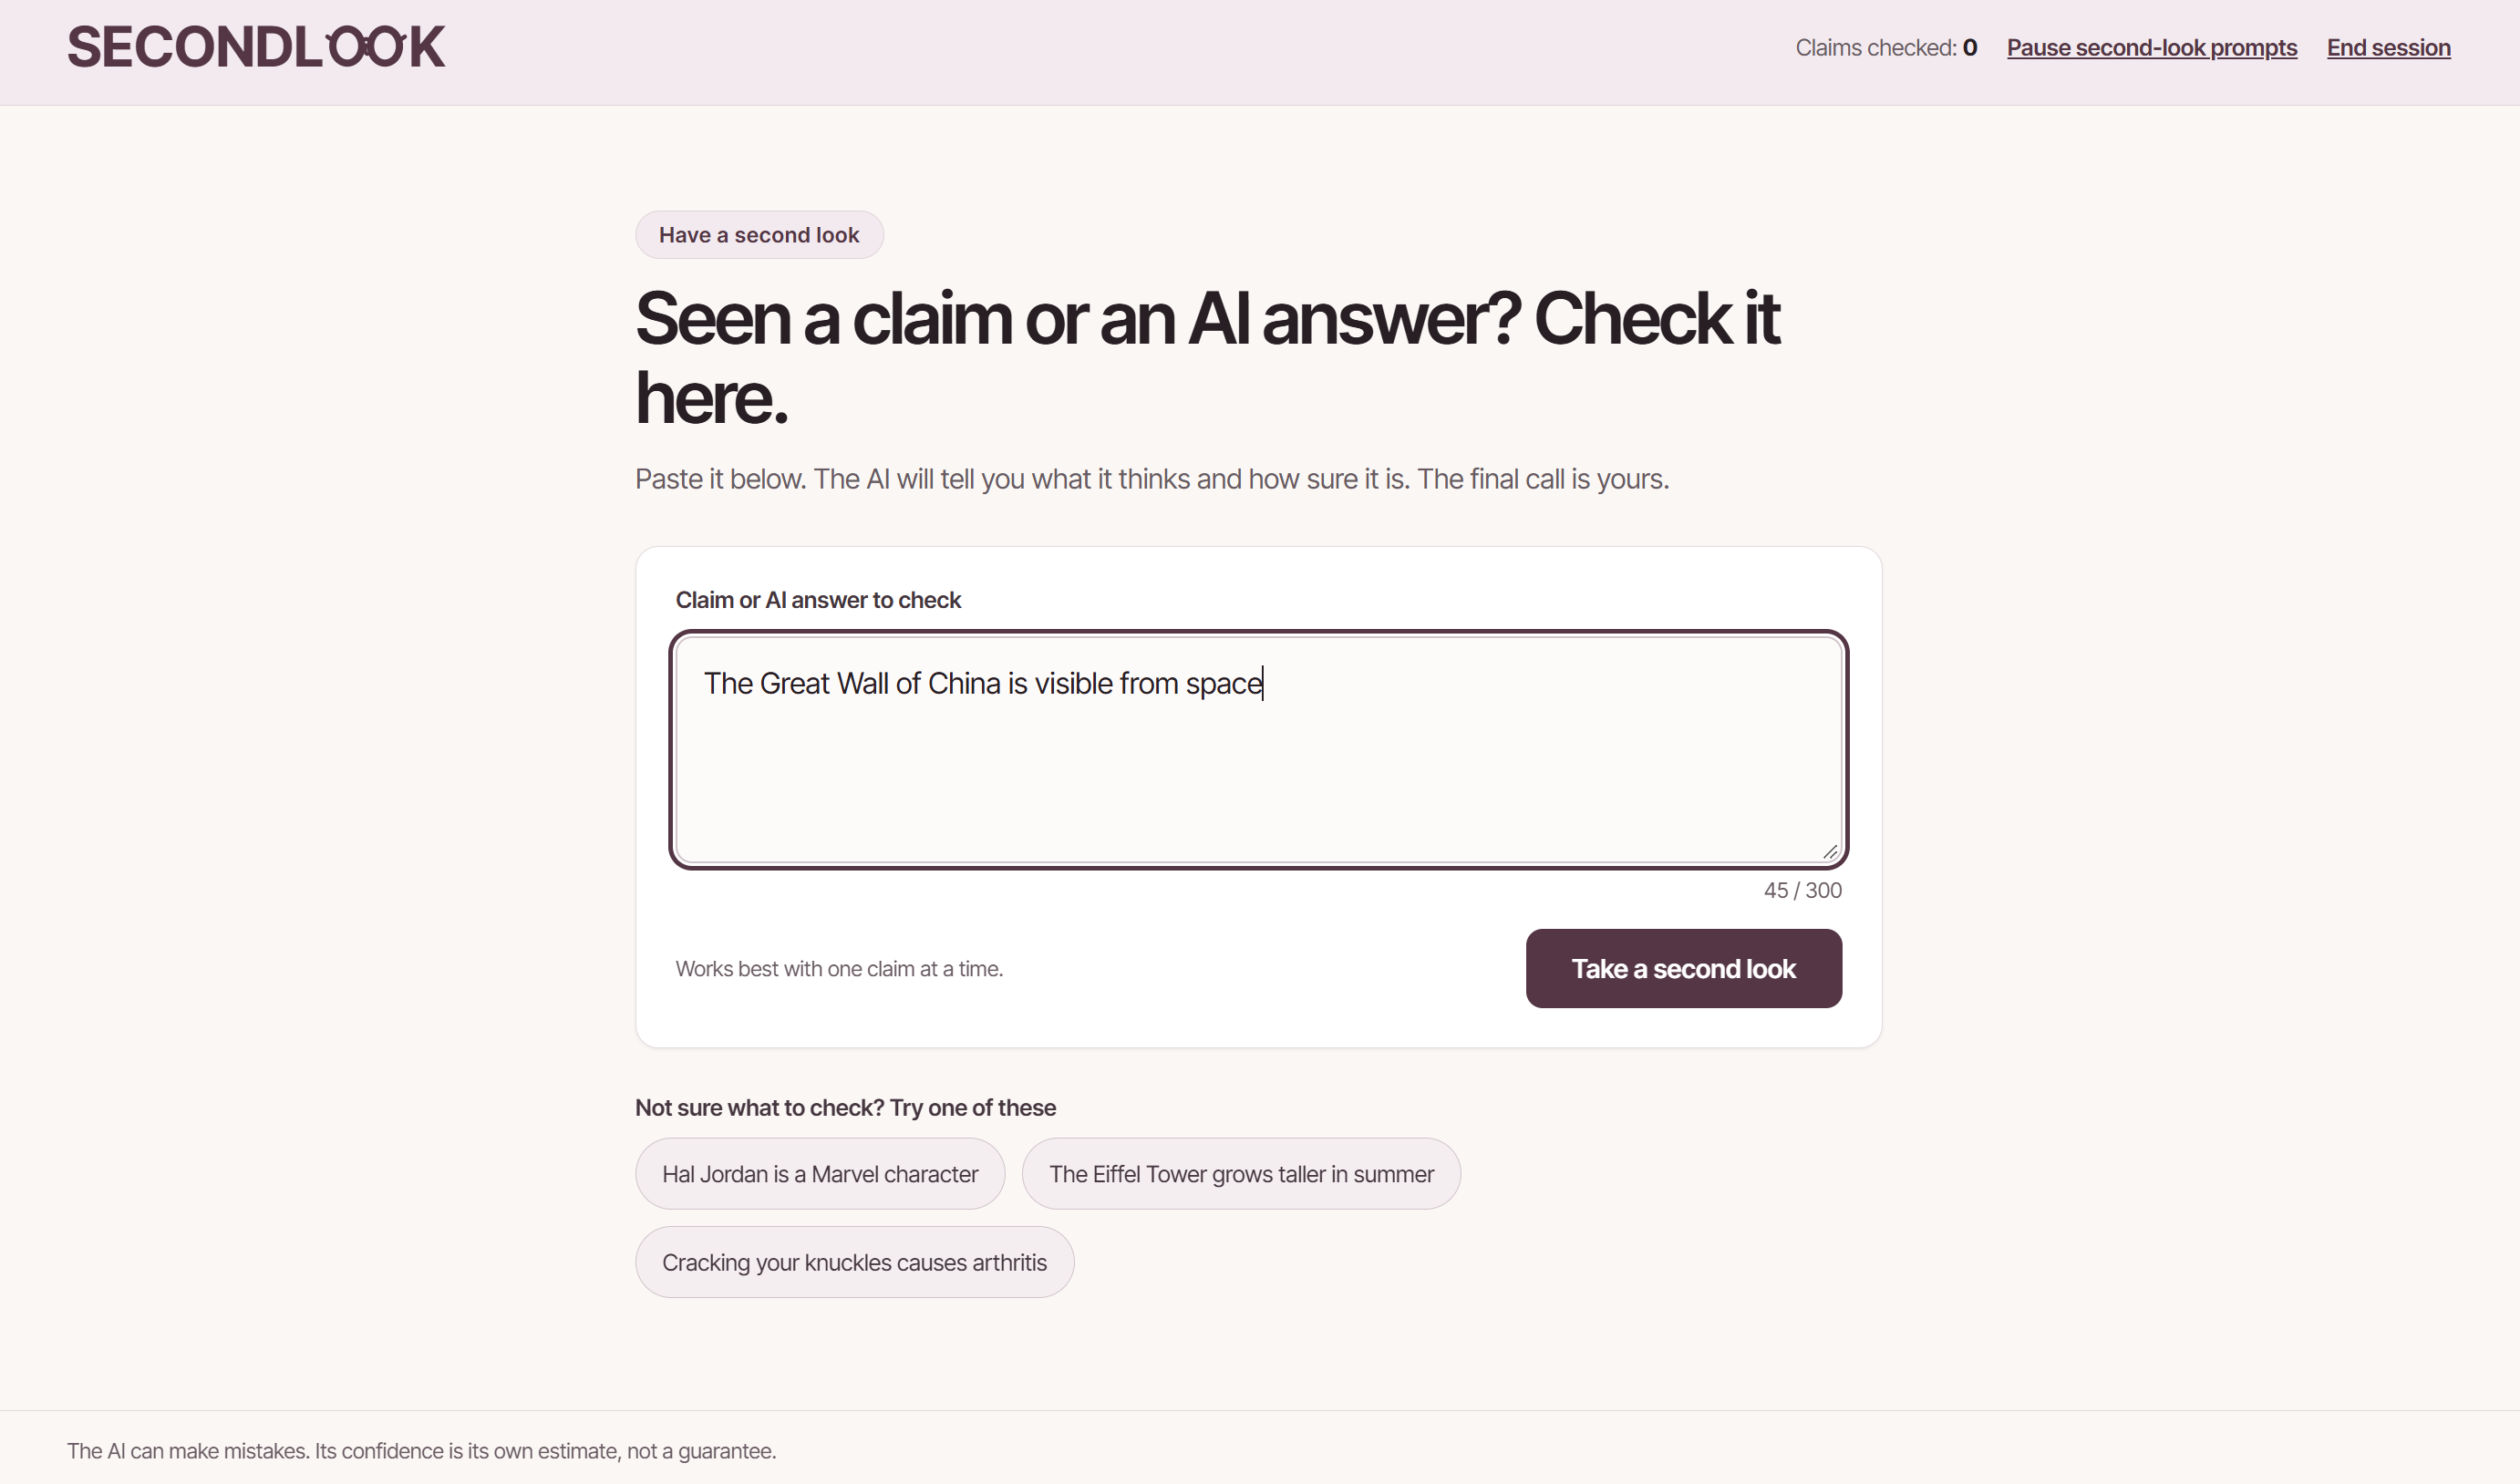 SECONDLOOK
Claims checked: 0 Pause second-look prompts End session
Have a second look
Seen a claim or an AI answer? Check it
here.
Paste it below. The AI will tell you what it thinks and how sure it is. The final call is yours.
Claim or AI answer to check
The Great Wall of China is visible from space
45 / 300
Works best with one claim at a time.
Take a second look
Not sure what to check? Try one of these
Hal Jordan is a Marvel character
The Eiffel Tower grows taller in summer
Cracking your knuckles causes arthritis
The AI can make mistakes. Its confidence is its own estimate, not a guarantee.